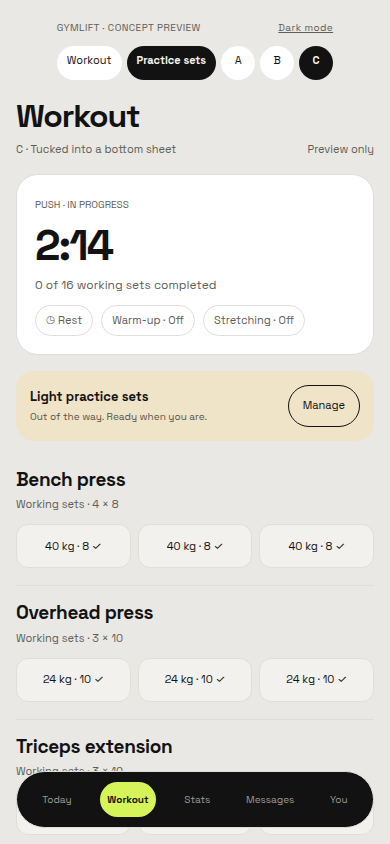 GYMLIFT · CONCEPT PREVIEW Dark mode
Workout Practice sets A B C
Workout
C · Tucked into a bottom sheet Preview only
PUSH · IN PROGRESS
2:14
0 of 16 working sets completed
◷ Rest Warm-up · Off Stretching · Off
Light practice sets
Out of the way. Ready when you are.
Manage
Bench press
Working sets · 4 × 8
40 kg · 8 ✓ 40 kg · 8 ✓ 40 kg · 8 ✓
Overhead press
Working sets · 3 × 10
24 kg · 10 ✓ 24 kg · 10 ✓ 24 kg · 10 ✓
Triceps extension
Working sets · 3 × 10
Today Workout Stats Messages You